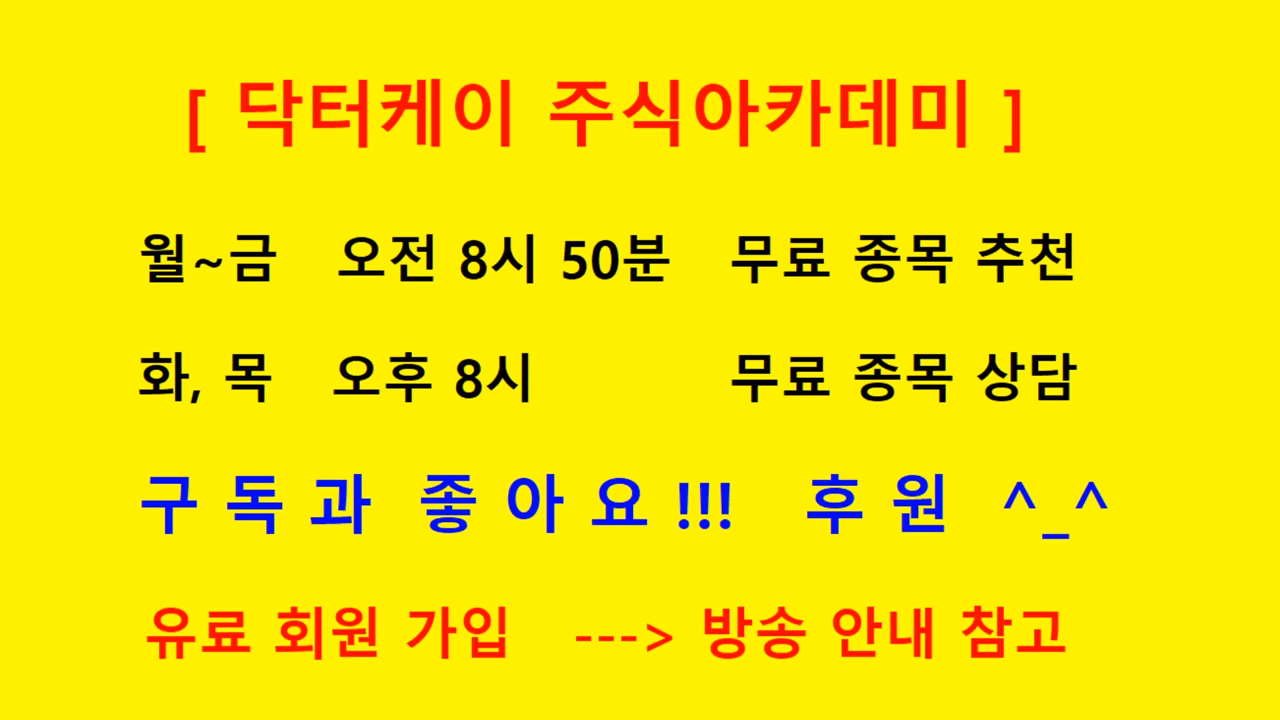 [ 닥터케이 주식아카데미 ]
월~금 오전 8시 50분 무료 종목 추천
화, 목 오후 8시 무료 종목 상담
구 독 과 좋 아 요 !!! 후 원 ^_^
유료 회원 가입 ---> 방송 안내 참고